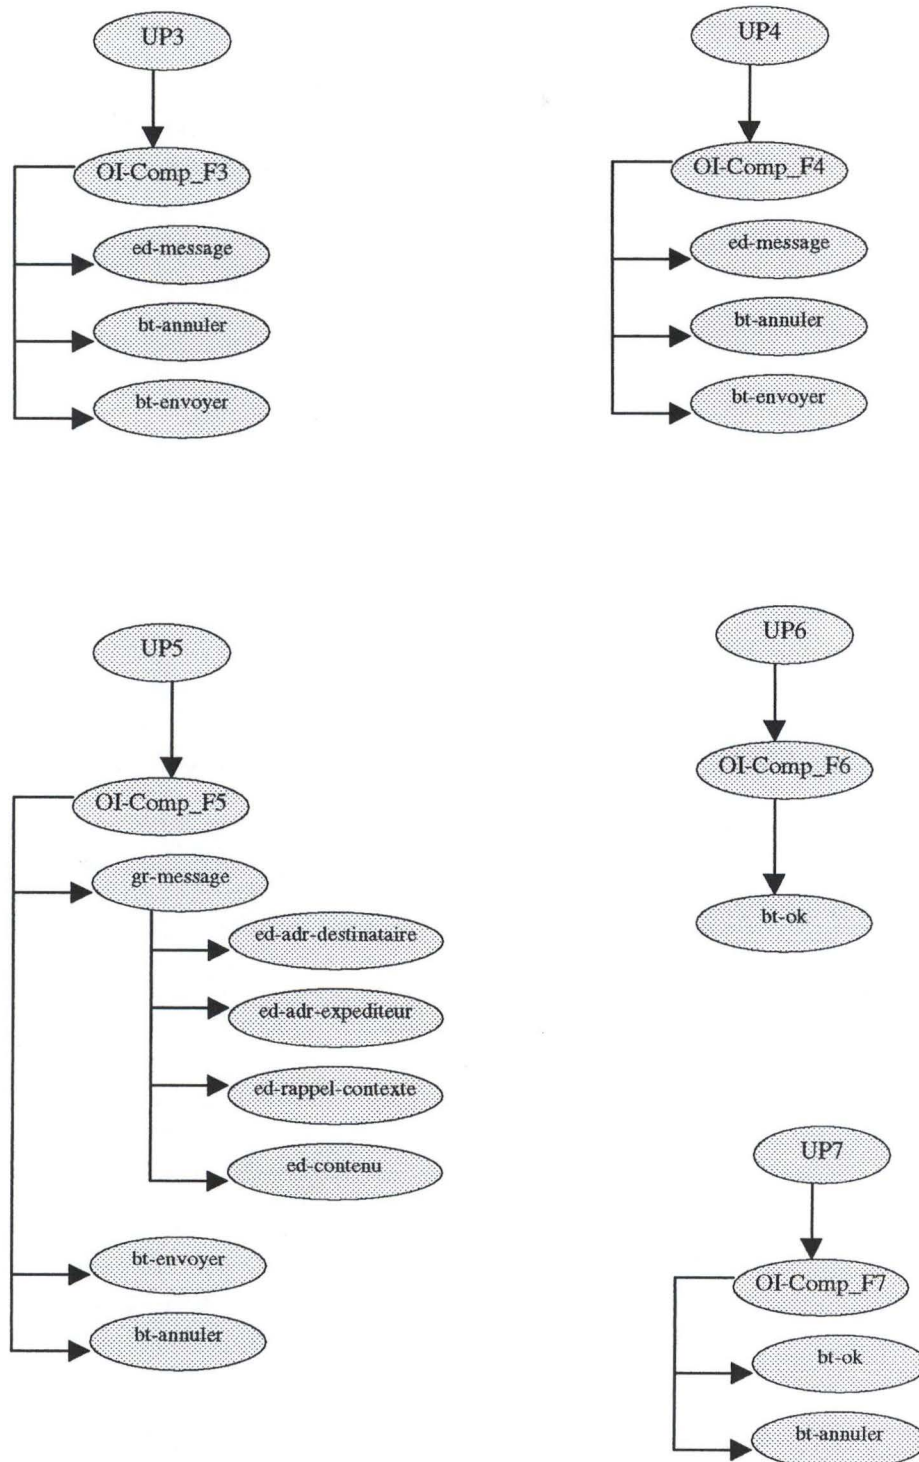 UP3
OI-Comp_F3
ed-message
bt-annuler
bt-envoyer
UP4
OI-Comp_F4
ed-message
bt-annuler
bt-envoyer
UP5
OI-Comp_F5
gr-message
ed-adr-destinataire
ed-adr-expediteur
ed-rappel-contexte
ed-contenu
bt-envoyer
bt-annuler
UP6
OI-Comp_F6
bt-ok
UP7
OI-Comp_F7
bt-ok
bt-annuler